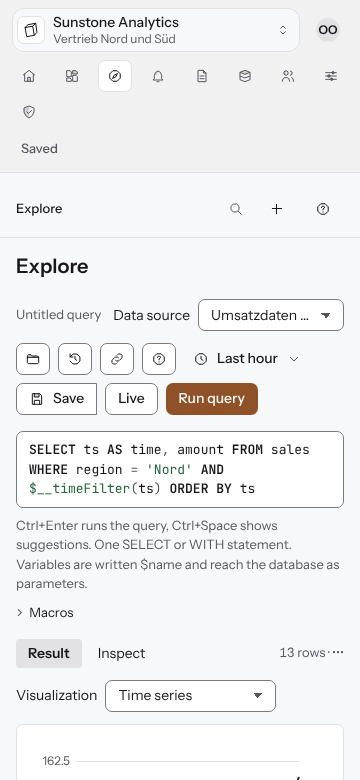 Sunstone Analytics
Vertrieb Nord und Süd
OO
Saved
Explore
Explore
Untitled query Data source Umsatzdaten ...
Last hour
Save Live Run query
SELECT ts AS time, amount FROM sales
WHERE region = 'Nord' AND
$__timeFilter(ts) ORDER BY ts
Ctrl+Enter runs the query, Ctrl+Space shows
suggestions. One SELECT or WITH statement.
Variables are written $name and reach the database as
parameters.
Macros
Result Inspect 13 rows · ...
Visualization Time series
162.5